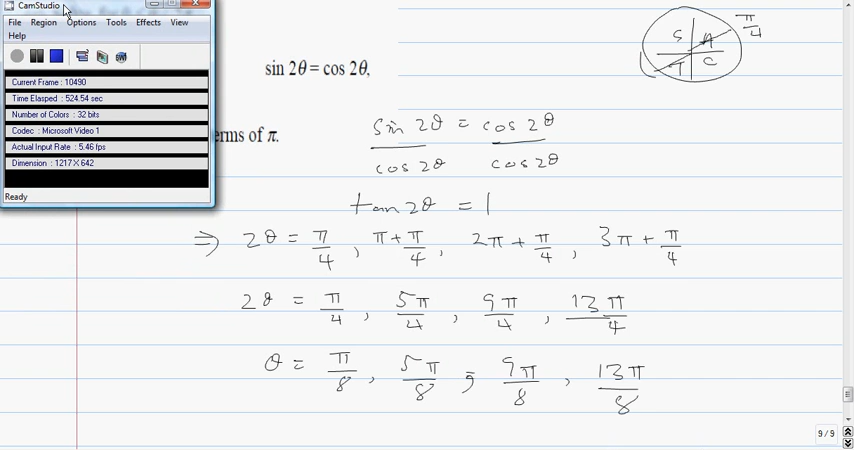 CamStudio
File Region Options Tools Effects View
Help
Current Frame : 10490
Time Elasped : 524.54 sec
Number of Colors : 32 bits
Codec : Microsoft Video 1
Actual Input Rate : 5.46 fps
Dimension : 1217 X 642
Ready
S A π/4
T C
sin 2θ = cos 2θ,
sin 2θ / cos 2θ = cos 2θ / cos 2θ
erms of π.
tan 2θ = 1
⇒ 2θ = π/4, π + π/4, 2π + π/4, 3π + π/4
2θ = π/4, 5π/4, 9π/4, 13π/4
θ = π/8, 5π/8, 9π/8, 13π/8
9 / 9